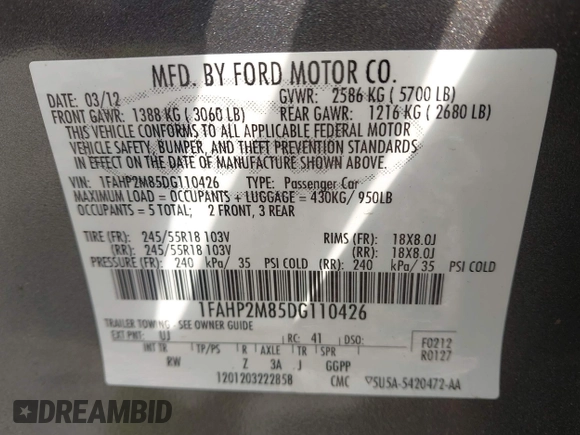 MFD. BY FORD MOTOR CO.
DATE: 03/12 GVWR: 2586 KG ( 5700 LB)
FRONT GAWR: 1388 KG ( 3060 LB) REAR GAWR: 1216 KG ( 2680 LB)
THIS VEHICLE CONFORMS TO ALL APPLICABLE FEDERAL MOTOR
VEHICLE SAFETY, BUMPER, AND THEFT PREVENTION STANDARDS
IN EFFECT ON THE DATE OF MANUFACTURE SHOWN ABOVE.
VIN: 1FAHP2M85DG110426 TYPE: Passenger Car
MAXIMUM LOAD = OCCUPANTS + LUGGAGE = 430KG/ 950LB
OCCUPANTS = 5 TOTAL; 2 FRONT, 3 REAR
TIRE (FR): 245/55R18 103V RIMS (FR): 18X8.0J
(RR): 245/55R18 103V (RR): 18X8.0J
PRESSURE (FR): 240 kPa/ 35 PSI COLD (RR): 240 kPa/ 35 PSI COLD
1FAHP2M85DG110426
TRAILER TOWING - SEE OWNER GUIDE
EXT PNT: UJ RC: 41 DSO:
F0212
R0127
INT TR TP/PS R AXLE TR SPR
RW Z 3A J GGPP
1201203222858 CMC 5U5A-5420472-AA
DREAMBID